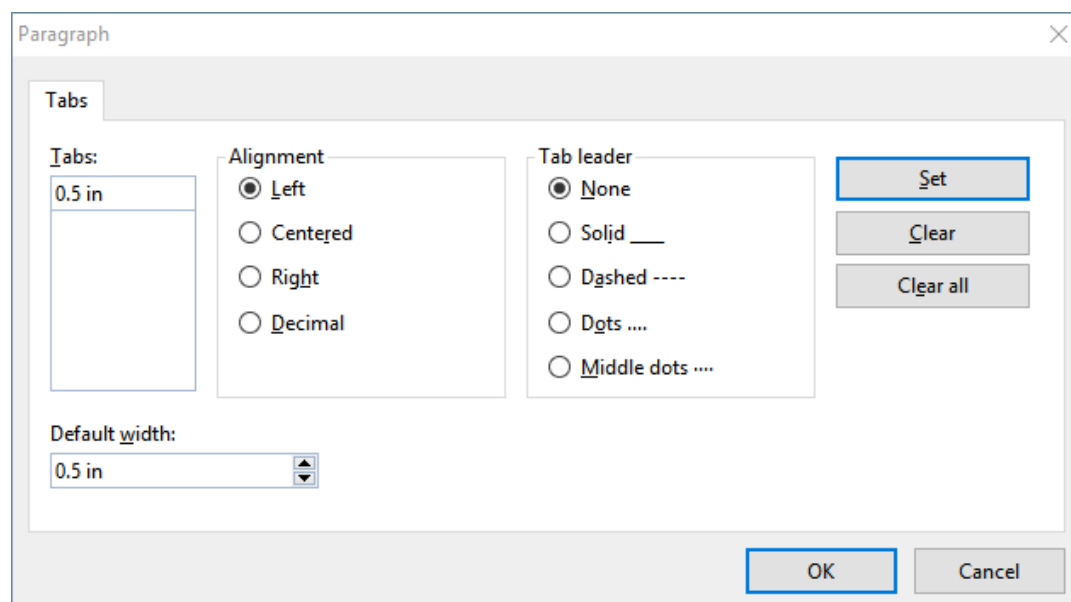 Paragraph
Tabs
Tabs:
0.5 in
Alignment
Left
Centered
Right
Decimal
Tab leader
None
Solid ___
Dashed ----
Dots ....
Middle dots ····
Set
Clear
Clear all
Default width:
0.5 in
OK
Cancel